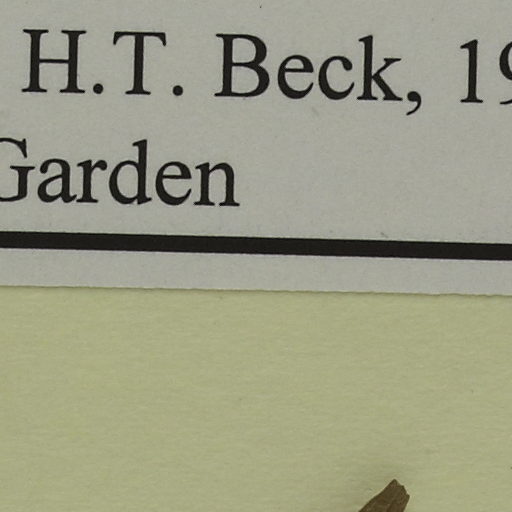 H.T. Beck, 19
Garden